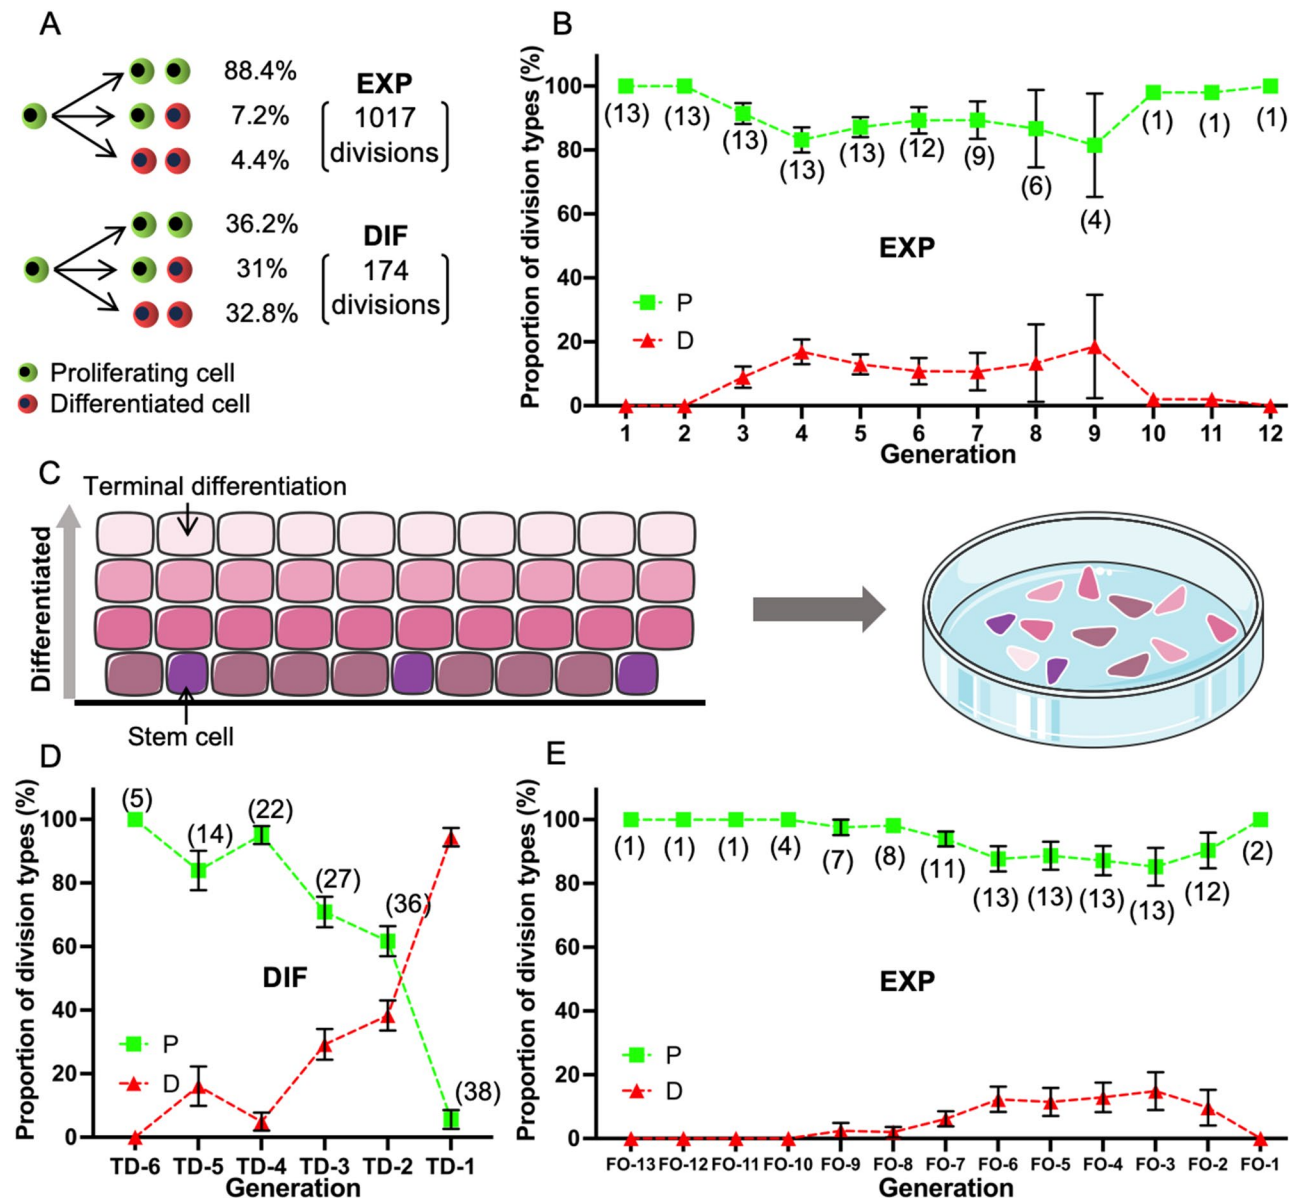 A
88.4%
7.2%
4.4%
EXP
1017
divisions
36.2%
31%
32.8%
DIF
174
divisions
Proliferating cell
Differentiated cell
B
Proportion of division types (%)
100
80
60
40
20
0
(13)
(13)
(13)
(13)
(13)
(12)
(9)
(6)
(4)
(1)
(1)
(1)
EXP
P
D
1 2 3 4 5 6 7 8 9 10 11 12
Generation
C
Terminal differentiation
Differentiated
Stem cell
D
Proportion of division types (%)
100
80
60
40
20
0
(5)
(14)
(22)
(27)
(36)
(38)
DIF
P
D
TD-6 TD-5 TD-4 TD-3 TD-2 TD-1
Generation
E
Proportion of division types (%)
100
80
60
40
20
0
(1)
(1)
(1)
(4)
(7)
(8)
(11)
(13)
(13)
(13)
(13)
(12)
(2)
EXP
P
D
FO-13 FO-12 FO-11 FO-10 FO-9 FO-8 FO-7 FO-6 FO-5 FO-4 FO-3 FO-2 FO-1
Generation